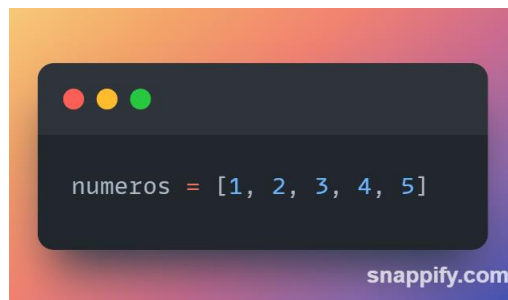 numeros = [1, 2, 3, 4, 5]
snappify.com